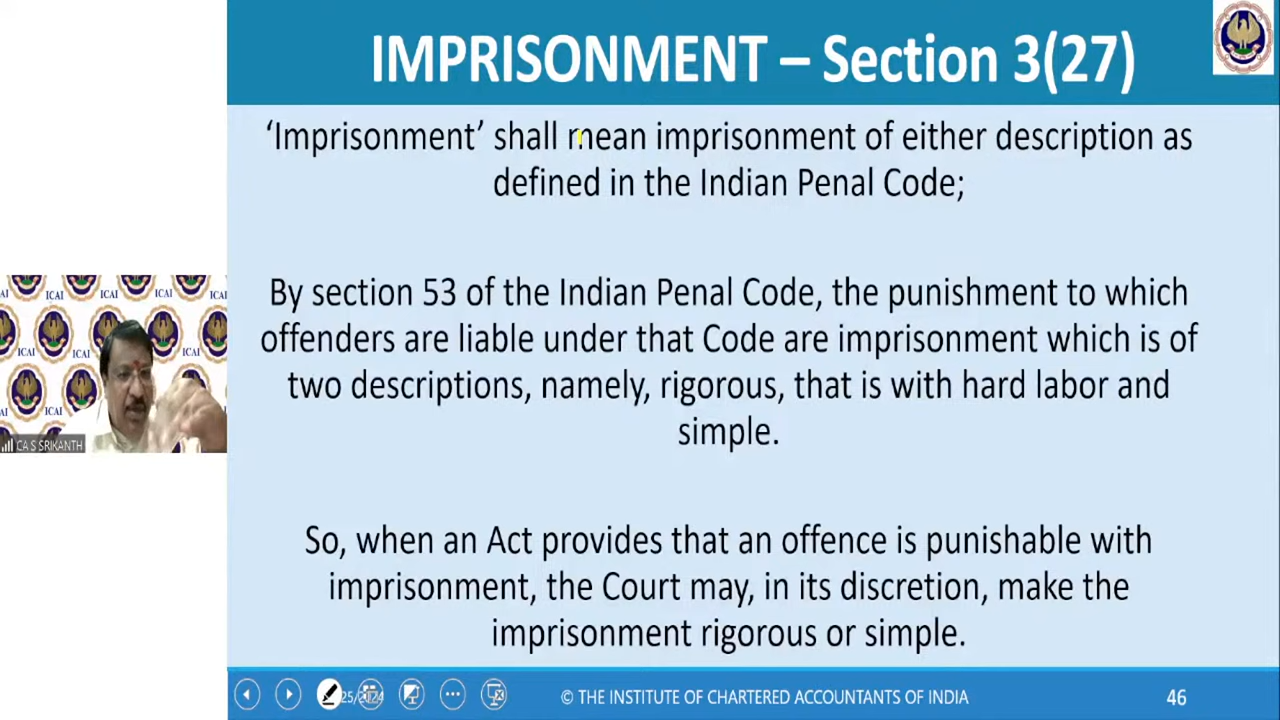 IMPRISONMENT – Section 3(27)
‘Imprisonment’ shall mean imprisonment of either description as
defined in the Indian Penal Code;
By section 53 of the Indian Penal Code, the punishment to which
offenders are liable under that Code are imprisonment which is of
two descriptions, namely, rigorous, that is with hard labor and
simple.
So, when an Act provides that an offence is punishable with
imprisonment, the Court may, in its discretion, make the
imprisonment rigorous or simple.
ICAI
ICAI
ICAI
CA S SRIKANTH
© THE INSTITUTE OF CHARTERED ACCOUNTANTS OF INDIA
46